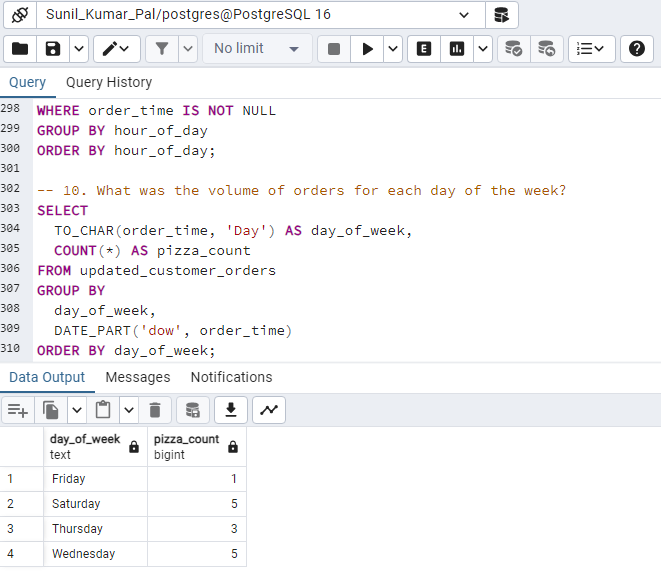 Sunil_Kumar_Pal/postgres@PostgreSQL 16
No limit
E
Query Query History
298 WHERE order_time IS NOT NULL
299 GROUP BY hour_of_day
300 ORDER BY hour_of_day;
301
302 -- 10. What was the volume of orders for each day of the week?
303 SELECT
304 TO_CHAR(order_time, 'Day') AS day_of_week,
305 COUNT(*) AS pizza_count
306 FROM updated_customer_orders
307 GROUP BY
308 day_of_week,
309 DATE_PART('dow', order_time)
310 ORDER BY day_of_week;
Data Output Messages Notifications
day_of_week pizza_count
text bigint
1 Friday 1
2 Saturday 5
3 Thursday 3
4 Wednesday 5